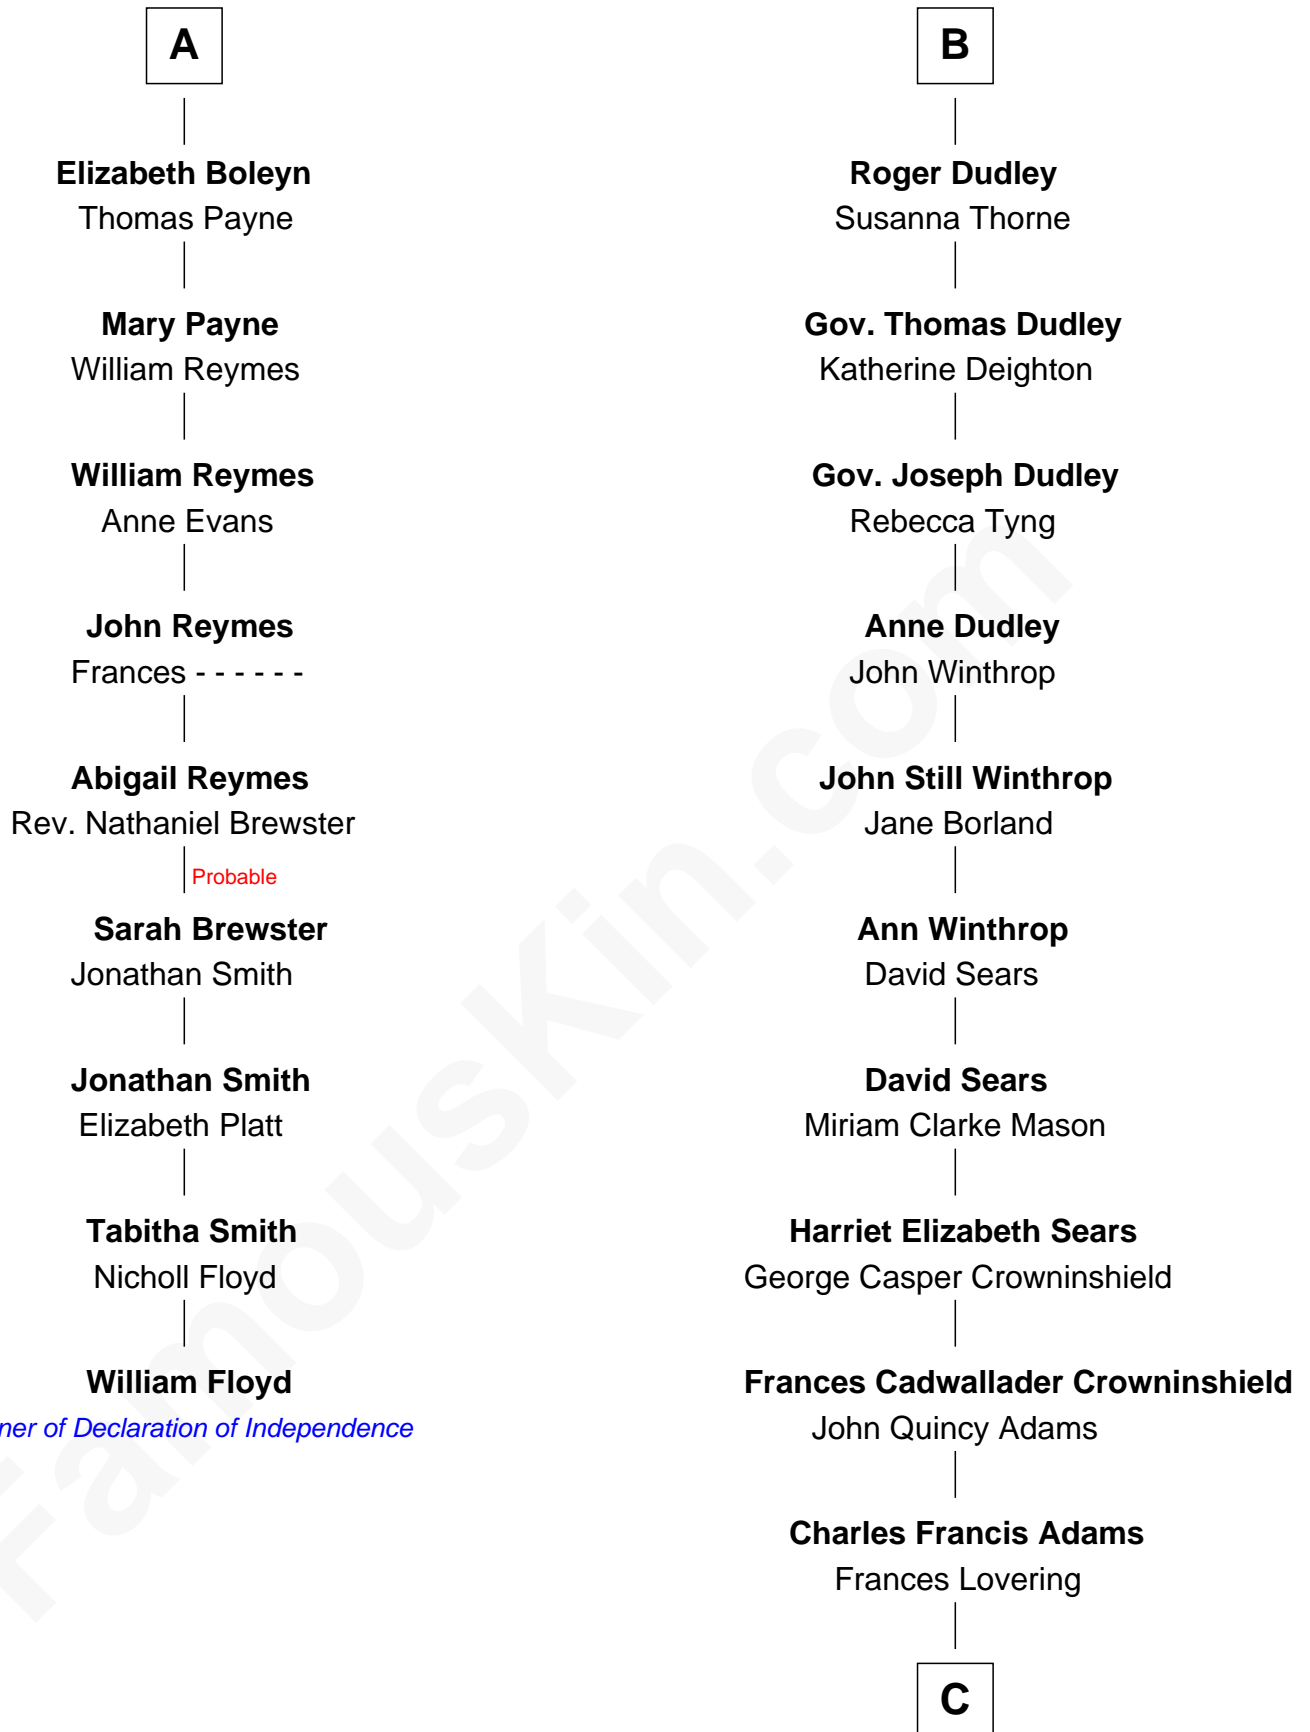 A
Elizabeth Boleyn
Thomas Payne
Mary Payne
William Reymes
William Reymes
Anne Evans
John Reymes
Frances - - - - - -
Abigail Reymes
Rev. Nathaniel Brewster
Probable
Sarah Brewster
Jonathan Smith
Jonathan Smith
Elizabeth Platt
Tabitha Smith
Nicholl Floyd
William Floyd
ner of Declaration of Independence
B
Roger Dudley
Susanna Thorne
Gov. Thomas Dudley
Katherine Deighton
Gov. Joseph Dudley
Rebecca Tyng
Anne Dudley
John Winthrop
John Still Winthrop
Jane Borland
Ann Winthrop
David Sears
David Sears
Miriam Clarke Mason
Harriet Elizabeth Sears
George Casper Crowninshield
Frances Cadwallader Crowninshield
John Quincy Adams
Charles Francis Adams
Frances Lovering
C
FamousKin.com